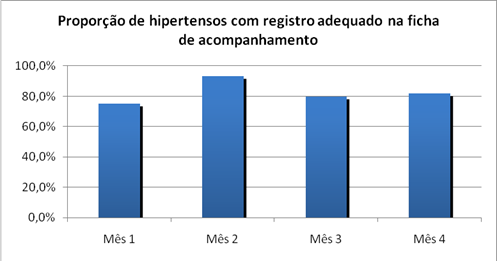 Proporção de hipertensos com registro adequado na ficha
de acompanhamento
100,0%
80,0%
60,0%
40,0%
20,0%
0,0%
Mês 1 Mês 2 Mês 3 Mês 4